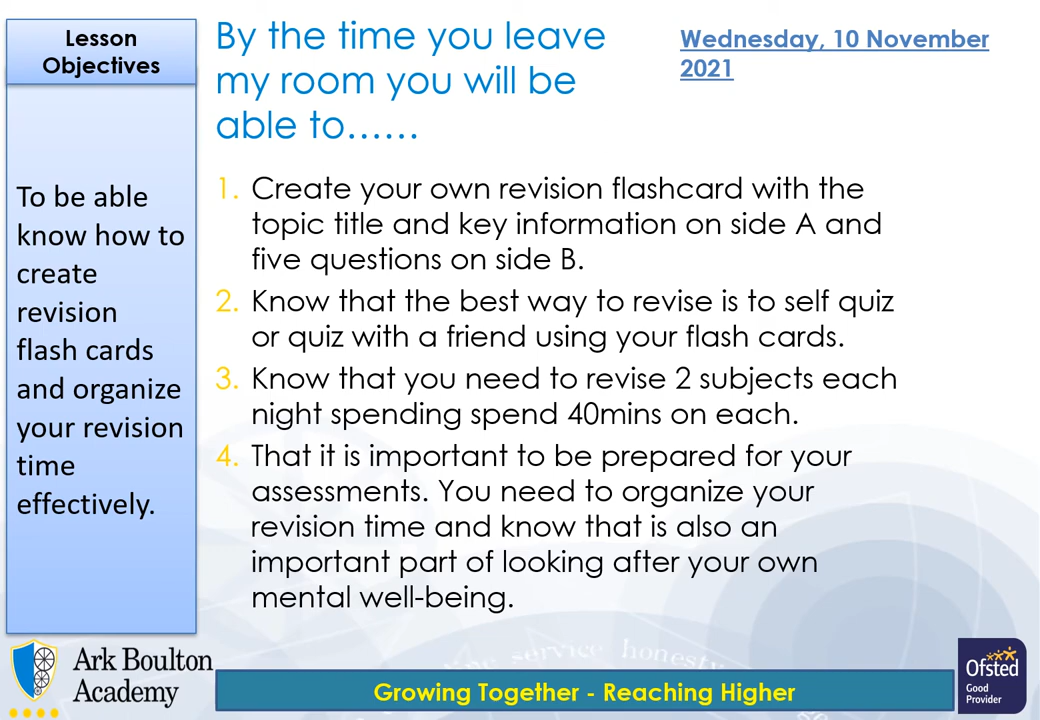 Lesson
Objectives
To be able
know how to
create
revision
flash cards
and organize
your revision
time
effectively.
By the time you leave
my room you will be
able to......
Wednesday, 10 November
2021
1. Create your own revision flashcard with the
topic title and key information on side A and
five questions on side B.
2. Know that the best way to revise is to self quiz
or quiz with a friend using your flash cards.
3. Know that you need to revise 2 subjects each
night spending spend 40mins on each.
4. That it is important to be prepared for your
assessments. You need to organize your
revision time and know that is also an
important part of looking after your own
mental well-being.
service honesty
Ark Boulton
Academy
Growing Together - Reaching Higher
Ofsted
Good
Provider